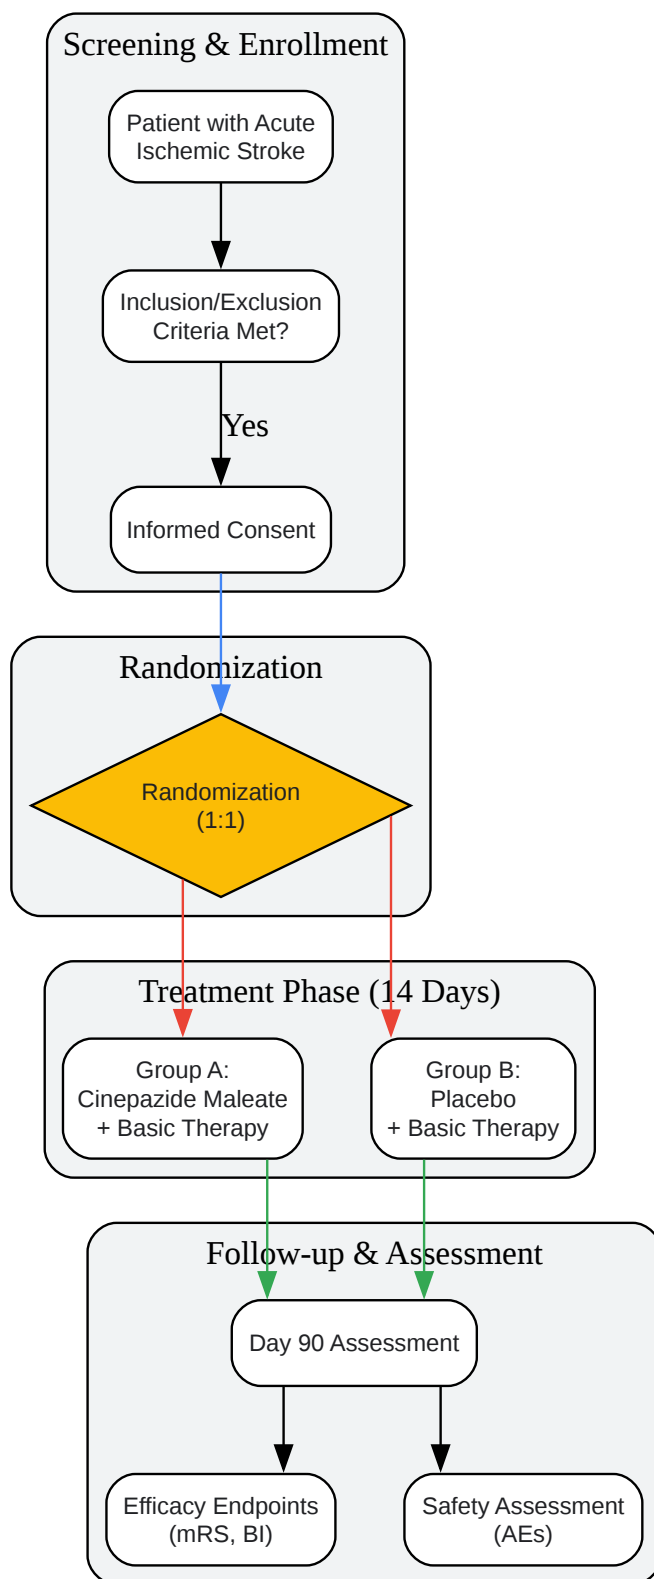 Screening & Enrollment
Patient with Acute
Ischemic Stroke
Inclusion/Exclusion
Criteria Met?
Yes
Informed Consent
Randomization
Randomization
(1:1)
Treatment Phase (14 Days)
Group A:
Cinepazide Maleate
+ Basic Therapy
Group B:
Placebo
+ Basic Therapy
Follow-up & Assessment
Day 90 Assessment
Efficacy Endpoints
(mRS, BI)
Safety Assessment
(AEs)